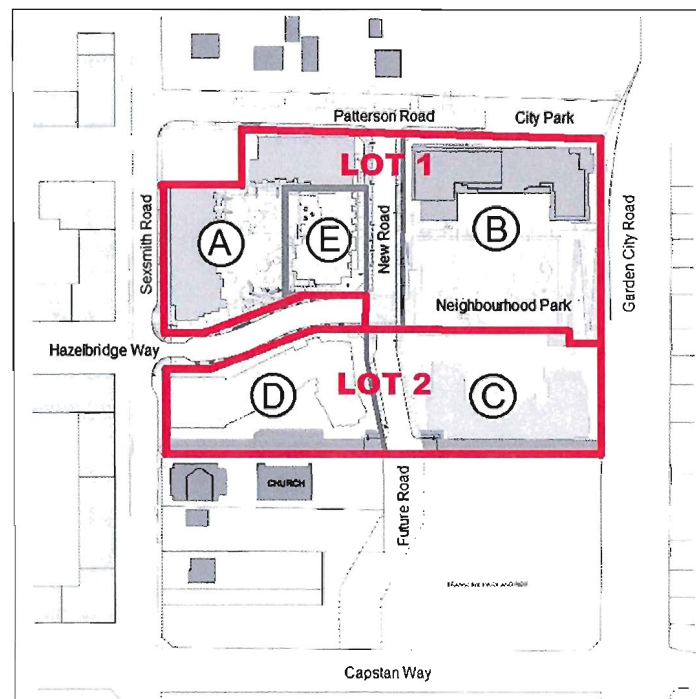 Patterson Road
City Park
LOT 1
Sexsmith Road
A
E
New Road
B
Garden City Road
Neighbourhood Park
Hazelbridge Way
LOT 2
D
C
CHURCH
Future Road
Capstan Way